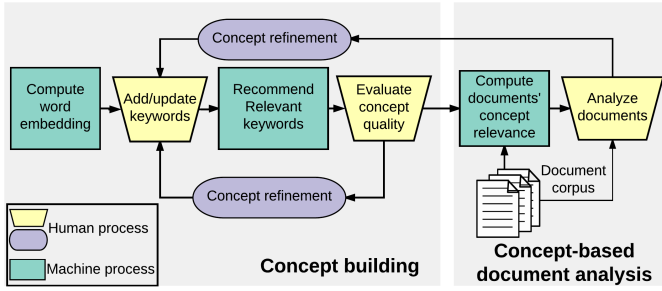 Concept refinement
Compute
word
embedding
Add/update
keywords
Recommend
Relevant
keywords
Evaluate
concept
quality
Compute
documents'
concept
relevance
Analyze
documents
Concept refinement
Document
corpus
Human process
Machine process
Concept building
Concept-based
document analysis